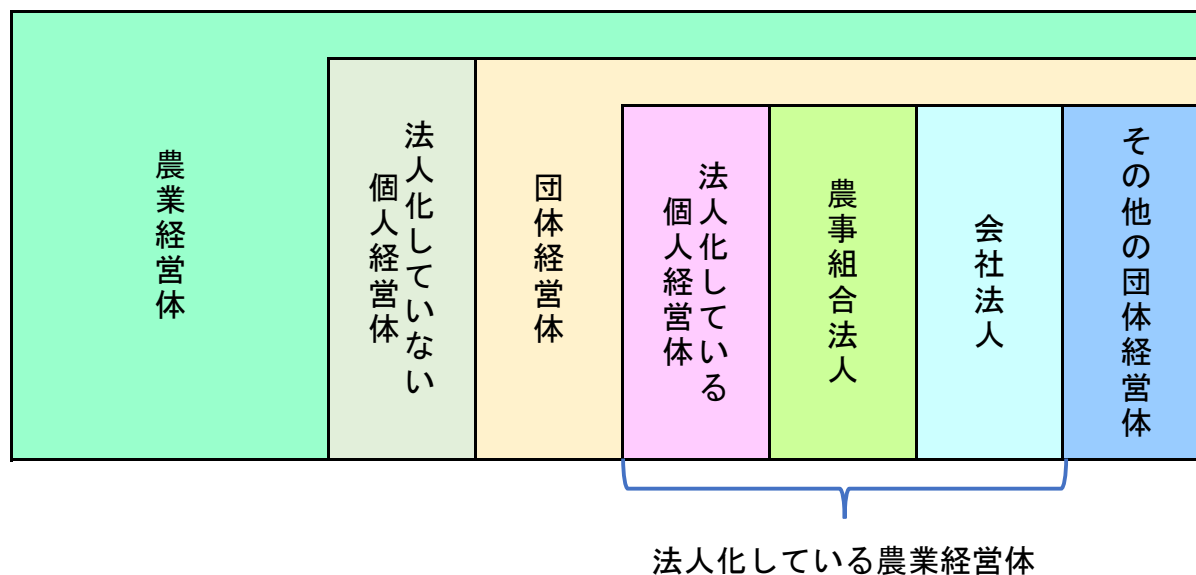 農業経営体
法人化していない
個人経営体
団体経営体
法人化している
個人経営体
農事組合法人
会社法人
その他の団体経営体
法人化している農業経営体